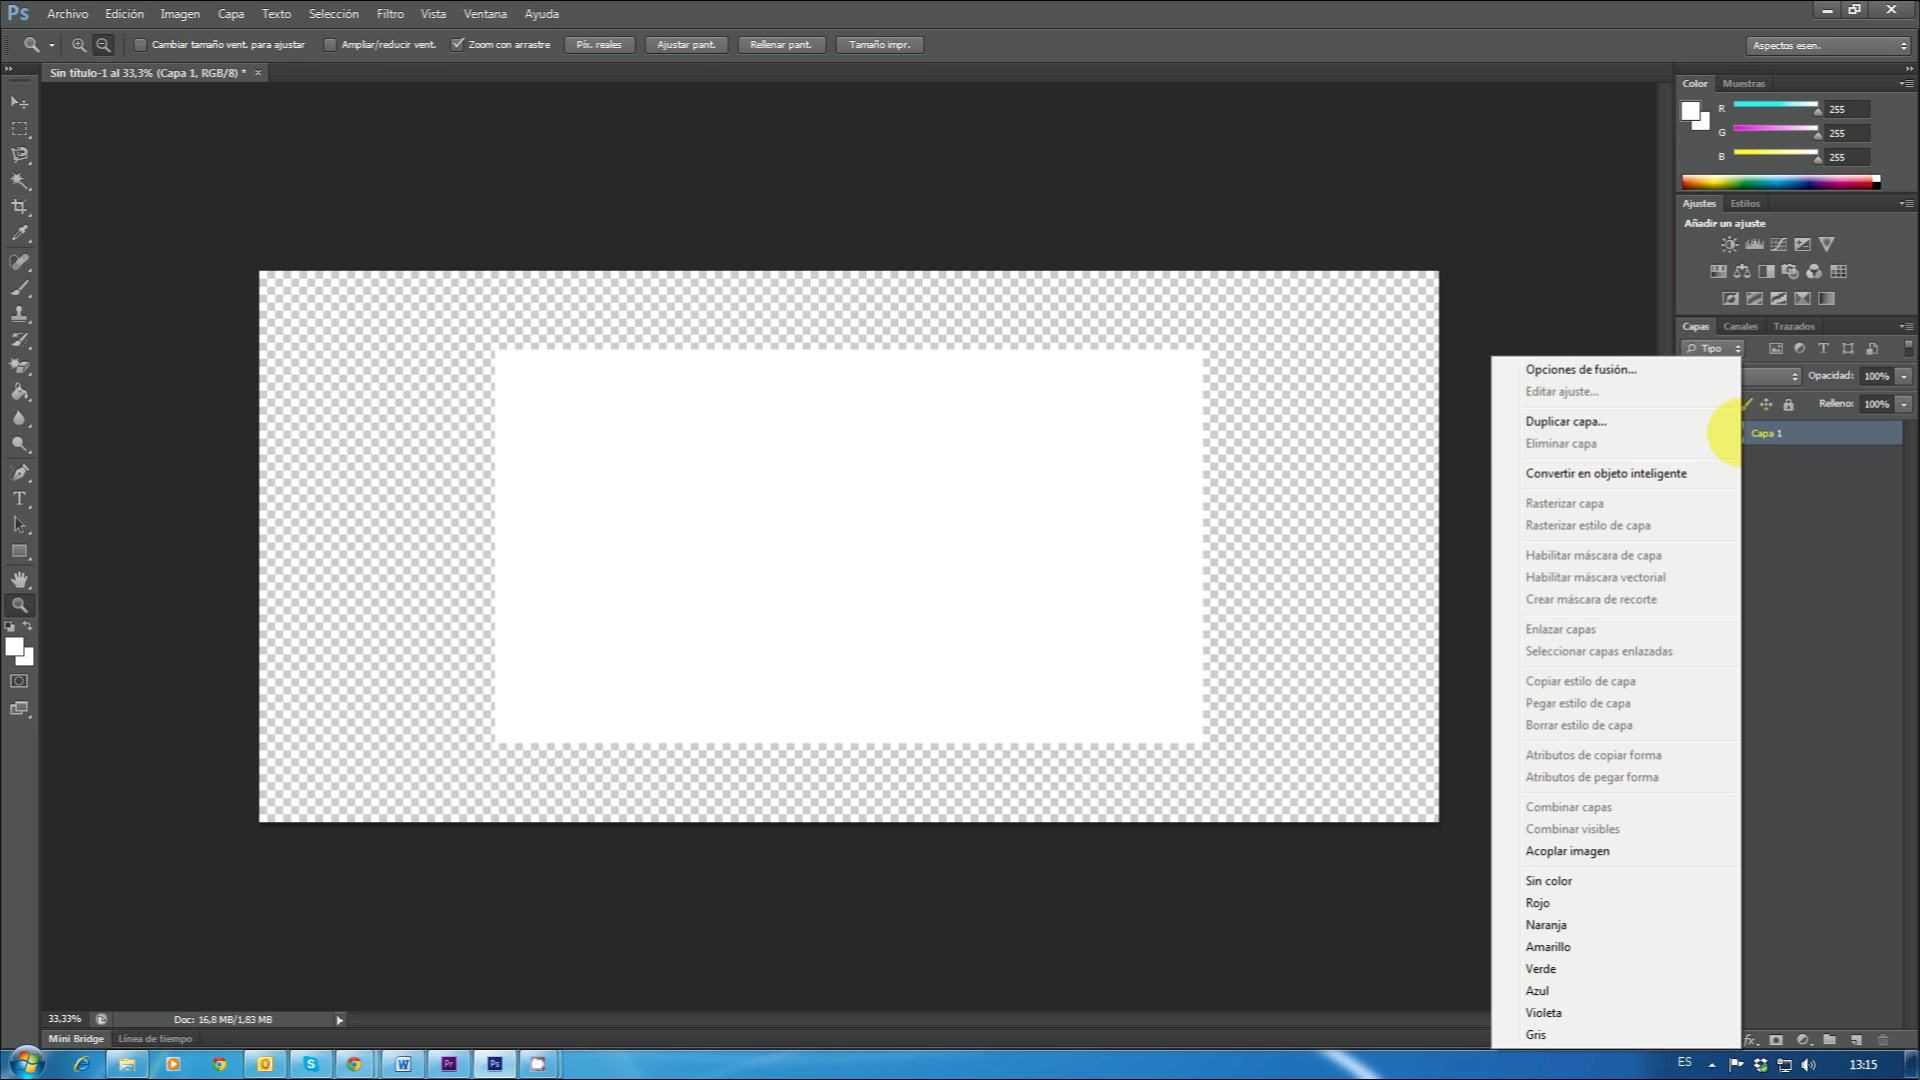 Ps Archivo Edición Imagen Capa Texto Selección Filtro Vista Ventana Ayuda
Cambiar tamaño vent. para ajustar Ampliar/reducir vent. Zoom con arrastre Píx. reales Ajustar pant. Rellenar pant. Tamaño impr. Aspectos esen.
Sin título-1 al 33,3% (Capa 1, RGB/8) * ×
Color Muestras
R 255
G 255
B 255
Ajustes Estilos
Añadir un ajuste
Capas Canales Trazados
Tipo
Opacidad: 100%
Relleno: 100%
Capa 1
Opciones de fusión...
Editar ajuste...
Duplicar capa...
Eliminar capa
Convertir en objeto inteligente
Rasterizar capa
Rasterizar estilo de capa
Habilitar máscara de capa
Habilitar máscara vectorial
Crear máscara de recorte
Enlazar capas
Seleccionar capas enlazadas
Copiar estilo de capa
Pegar estilo de capa
Borrar estilo de capa
Atributos de copiar forma
Atributos de pegar forma
Combinar capas
Combinar visibles
Acoplar imagen
Sin color
Rojo
Naranja
Amarillo
Verde
Azul
Violeta
Gris
33,33% Doc: 16,8 MB/1,83 MB
Mini Bridge Línea de tiempo
fx.
Pr Ps
ES 13:15